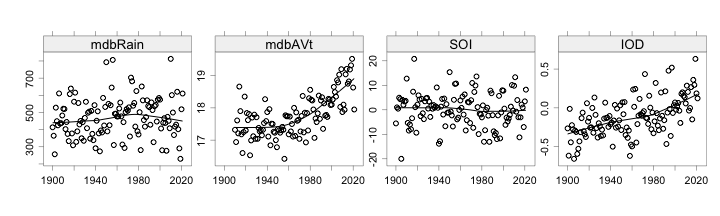 mdbRain
mdbAVt
SOI
IOD
300 500 700
17 18 19
-20 -10 0 10 20
-0.5 0.0 0.5
1900 1940 1980 2020
1900 1940 1980 2020
1900 1940 1980 2020
1900 1940 1980 2020